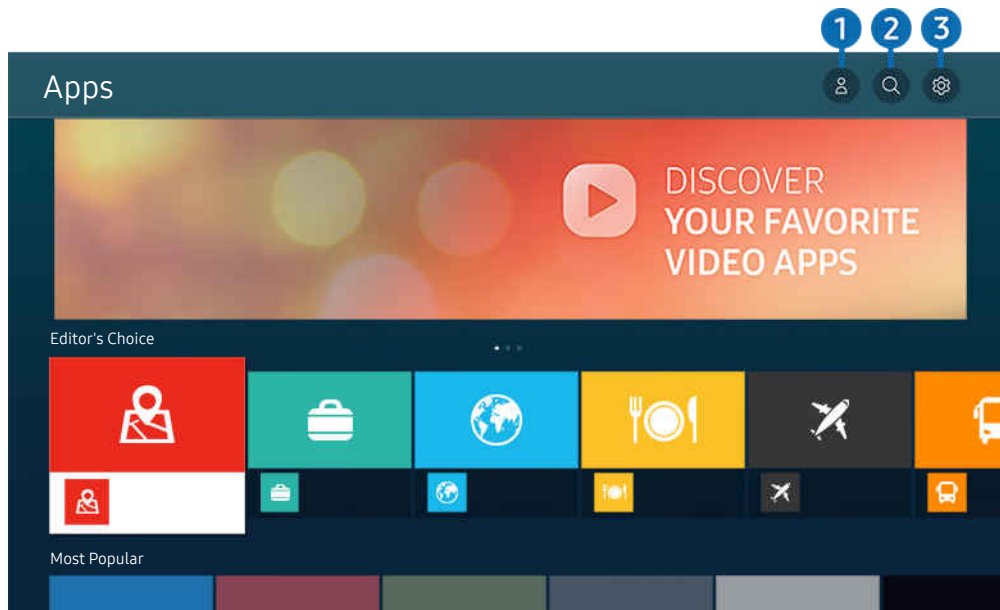 1 2 3
Apps
DISCOVER
YOUR FAVORITE
VIDEO APPS
Editor's Choice
Most Popular